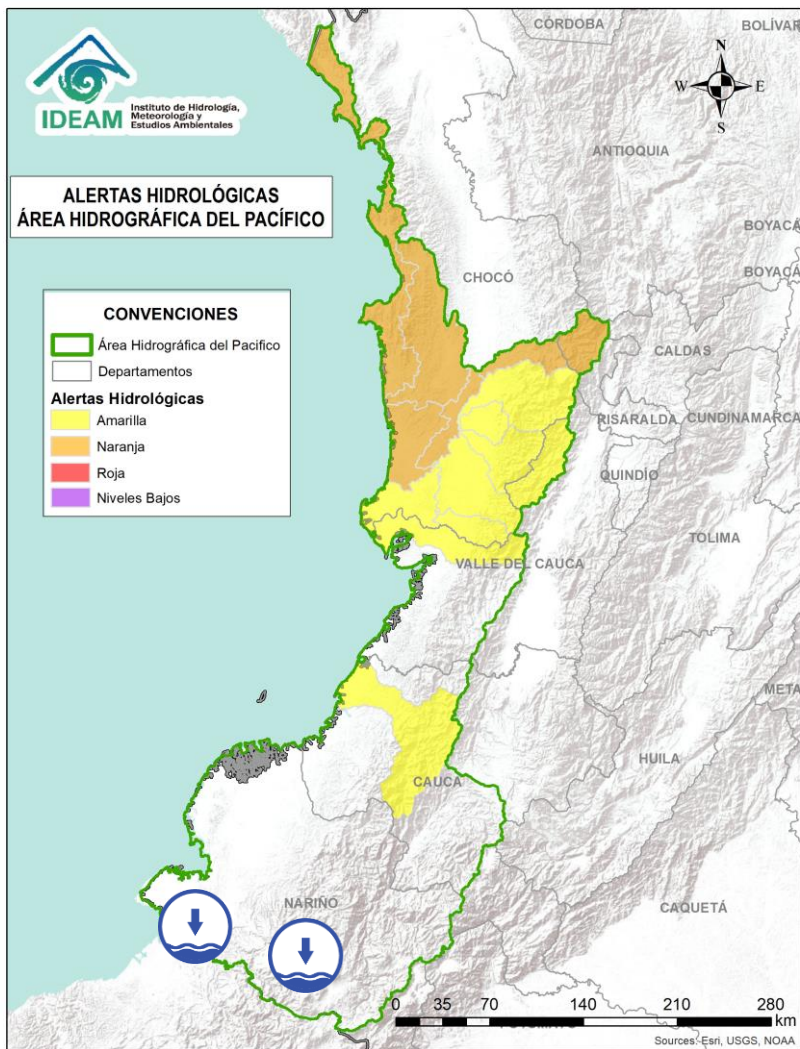 CÓRDOBA
BOLÍVAR
IDEAM
Instituto de Hidrología,
Meteorología y
Estudios Ambientales
N
W
E
S
ANTIOQUIA
ALERTAS HIDROLÓGICAS
ÁREA HIDROGRÁFICA DEL PACÍFICO
BOYACÁ
BOYACÁ
CHOCÓ
CONVENCIONES
Área Hidrográfica del Pacifico
Departamentos
Alertas Hidrológicas
Amarilla
Naranja
Roja
Niveles Bajos
CALDAS
RISARALDA
CUNDINAMARCA
QUINDÍO
TOLIMA
VALLE DEL CAUCA
META
HUILA
CAUCA
NARIÑO
CAQUETÁ
0 35 70 140 210 280
km
Sources: Esri, USGS, NOAA